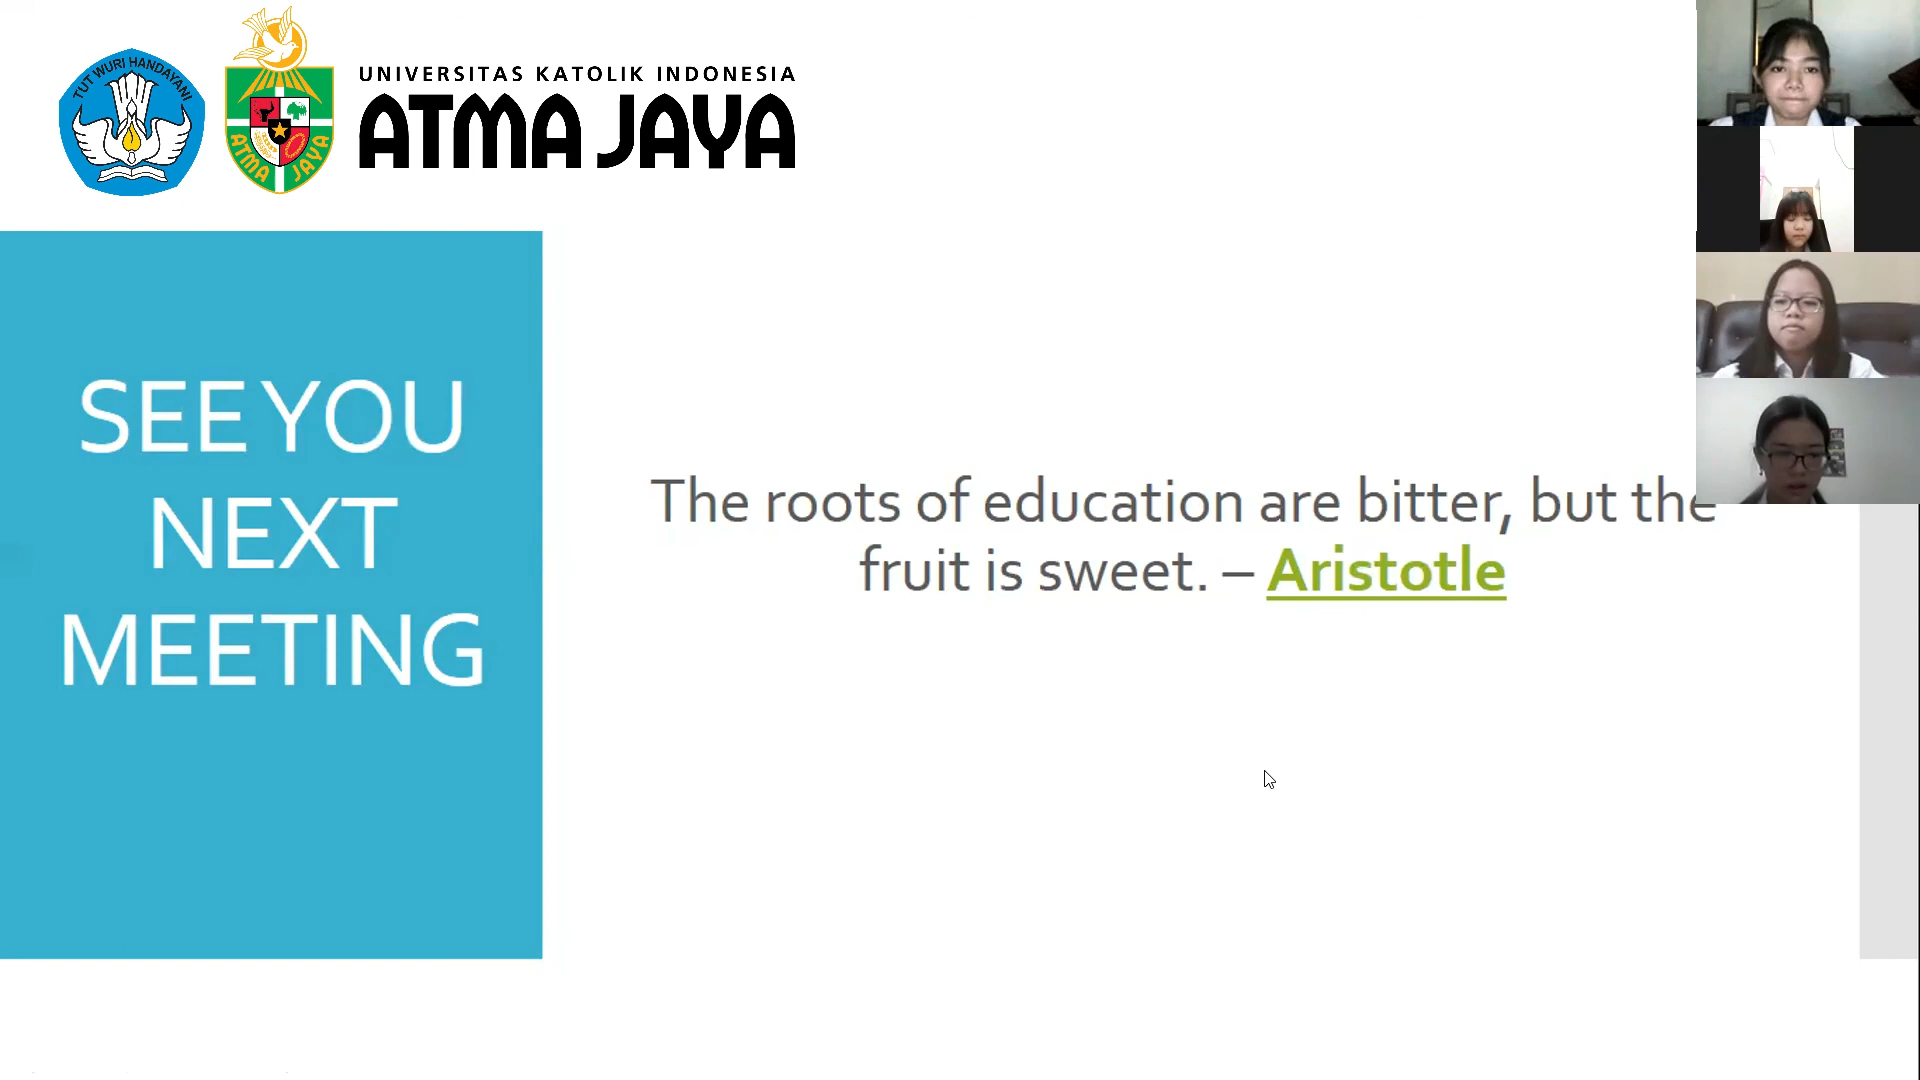 TUT WURI HANDAYANI
ATMA JAYA
UNIVERSITAS KATOLIK INDONESIA
ATMA JAYA
SEE YOU
NEXT
MEETING
The roots of education are bitter, but the
fruit is sweet. – Aristotle